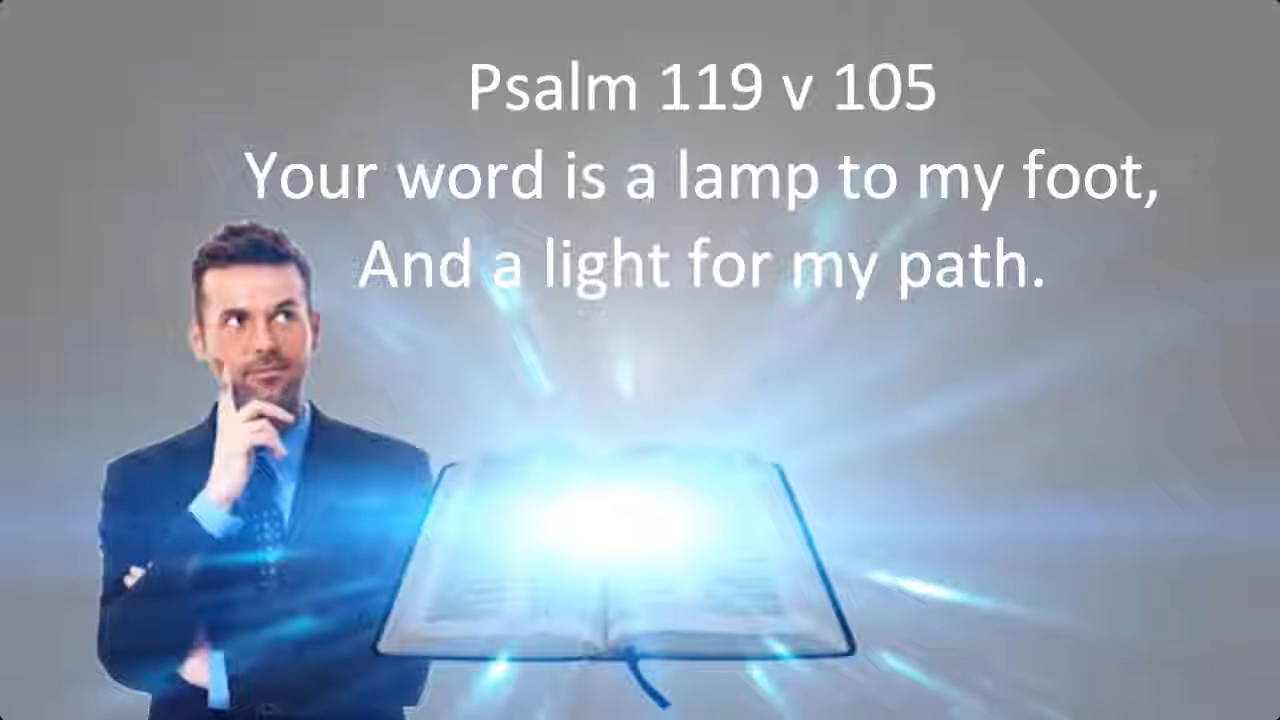 Psalm 119 v 105
Your word is a lamp to my foot,
And a light for my path.